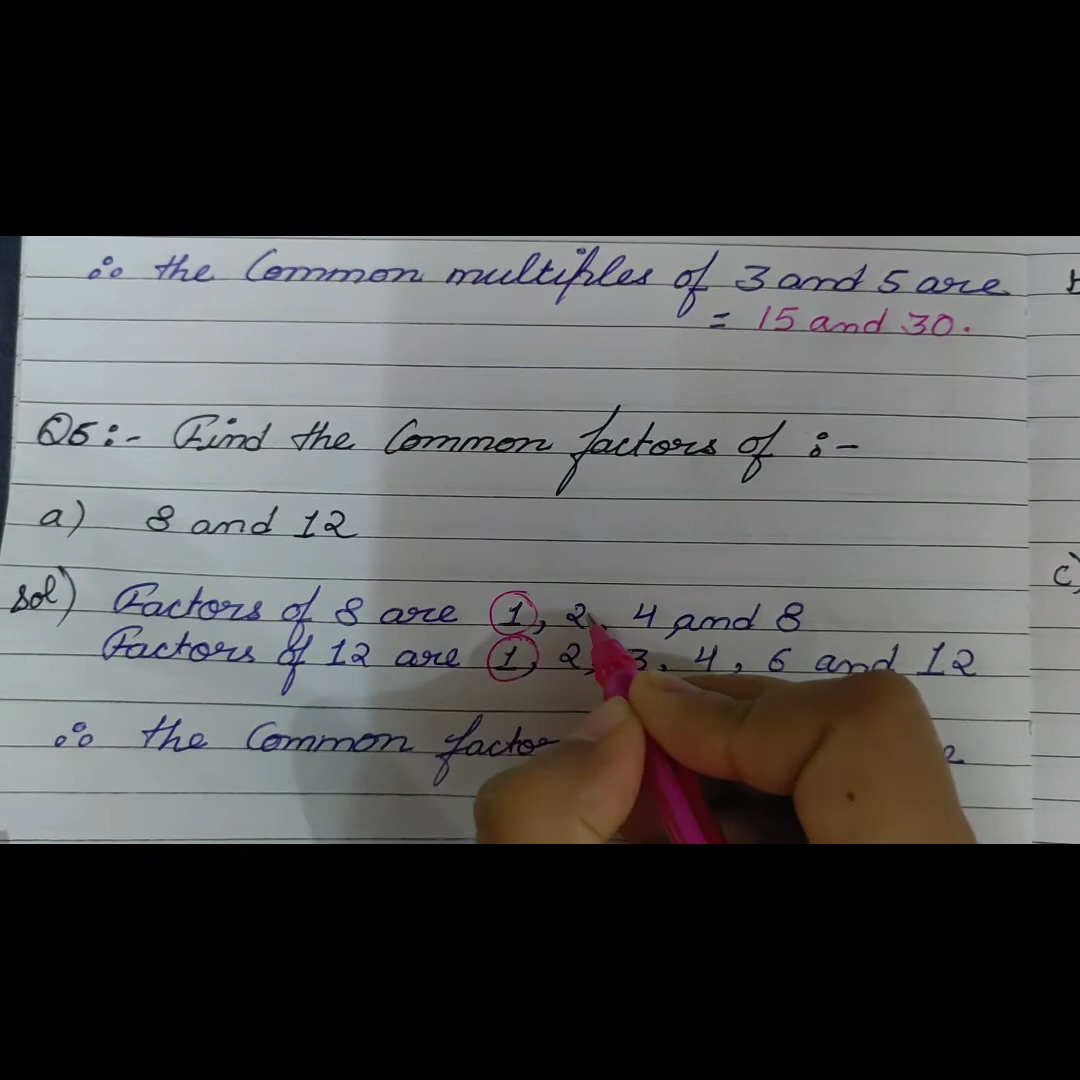 ∴ the Common multiples of 3 and 5 are
= 15 and 30.
Q5:- Find the Common factors of :-
a) 8 and 12
Sol) Factors of 8 are 1, 2, 4 and 8
Factors of 12 are 1, 2, 3, 4, 6 and 12
∴ the Common 2
c)